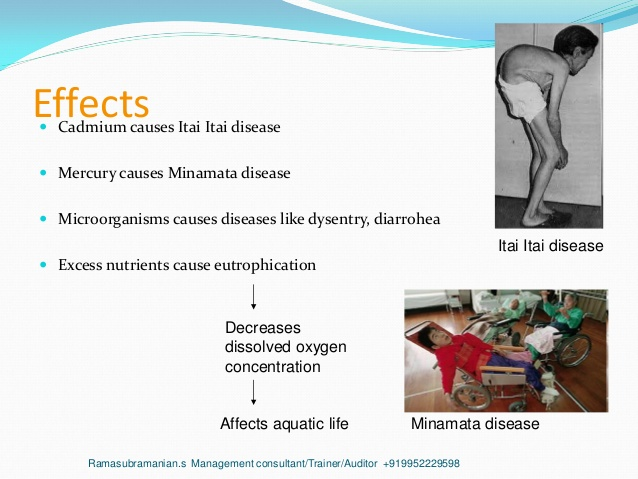 Effects
Cadmium causes Itai Itai disease
Mercury causes Minamata disease
Microorganisms causes diseases like dysentry, diarrohea
Itai Itai disease
Excess nutrients cause eutrophication
Decreases
dissolved oxygen
concentration
Affects aquatic life
Minamata disease
Ramasubramanian.s Management consultant/Trainer/Auditor +919952229598